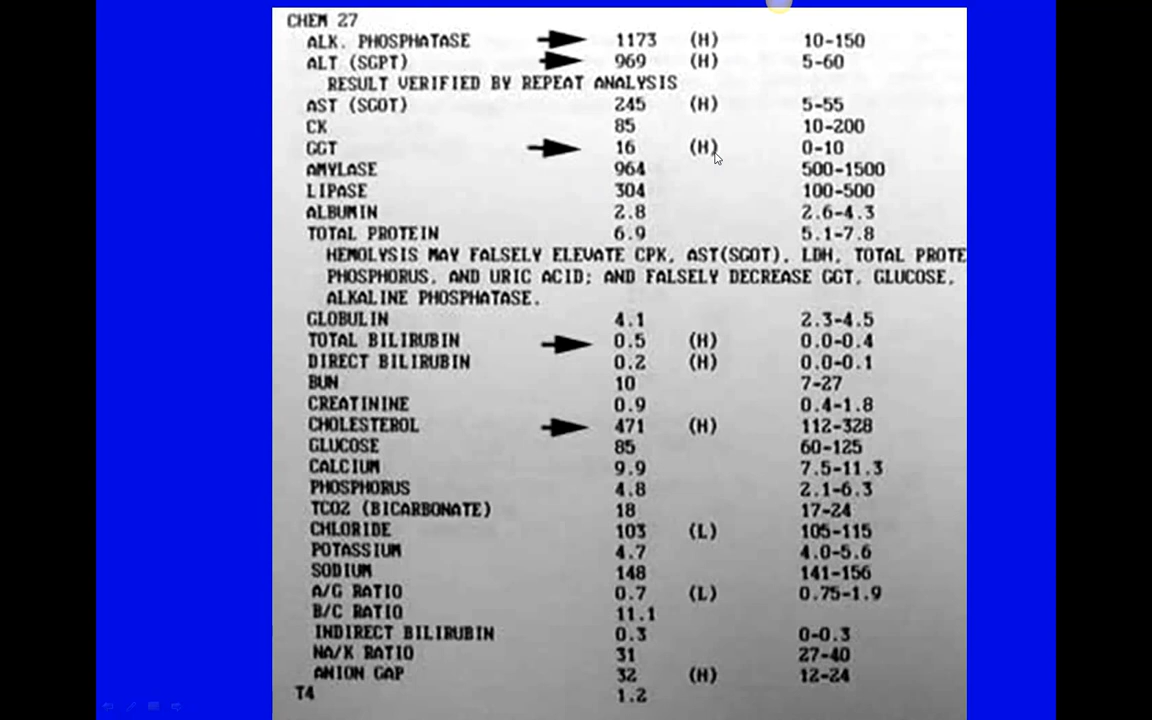 CHEM 27
ALK. PHOSPHATASE 1173 (H) 10-150
ALT (SGPT) 969 (H) 5-60
RESULT VERIFIED BY REPEAT ANALYSIS
AST (SGOT) 245 (H) 5-55
CK 85 10-200
GGT 16 (H) 0-10
AMYLASE 964 500-1500
LIPASE 304 100-500
ALBUMIN 2.8 2.6-4.3
TOTAL PROTEIN 6.9 5.1-7.8
HEMOLYSIS MAY FALSELY ELEVATE CPK, AST(SGOT), LDH, TOTAL PROTE
PHOSPHORUS, AND URIC ACID; AND FALSELY DECREASE GGT, GLUCOSE,
ALKALINE PHOSPHATASE.
GLOBULIN 4.1 2.3-4.5
TOTAL BILIRUBIN 0.5 (H) 0.0-0.4
DIRECT BILIRUBIN 0.2 (H) 0.0-0.1
BUN 10 7-27
CREATININE 0.9 0.4-1.8
CHOLESTEROL 471 (H) 112-328
GLUCOSE 85 60-125
CALCIUM 9.9 7.5-11.3
PHOSPHORUS 4.8 2.1-6.3
TCO2 (BICARBONATE) 18 17-24
CHLORIDE 103 (L) 105-115
POTASSIUM 4.7 4.0-5.6
SODIUM 148 141-156
A/G RATIO 0.7 (L) 0.75-1.9
B/C RATIO 11.1
INDIRECT BILIRUBIN 0.3 0-0.3
NA/K RATIO 31 27-40
ANION GAP 32 (H) 12-24
T4 1.2